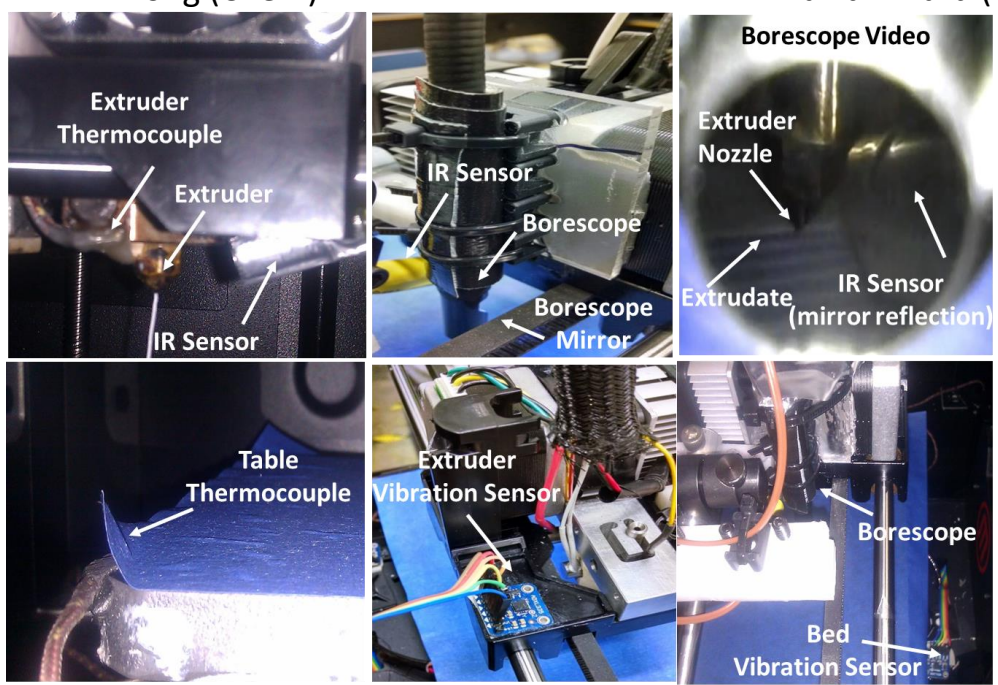 Borescope Video
Extruder
Thermocouple
Extruder
IR Sensor
IR Sensor
Borescope
Borescope
Mirror
Extruder
Nozzle
Extrudate
IR Sensor
(mirror reflection)
Table
Thermocouple
Extruder
Vibration Sensor
Borescope
Bed
Vibration Sensor